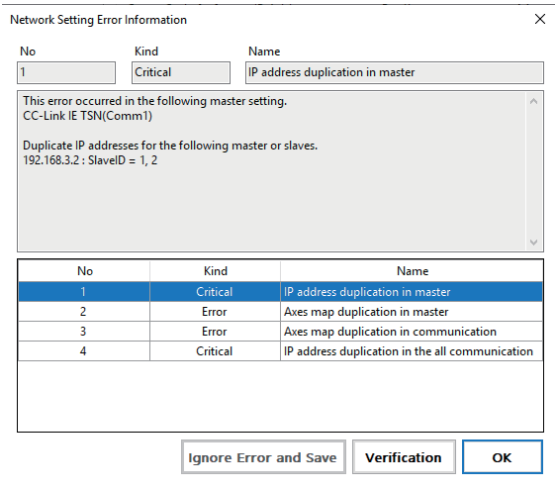 Network Setting Error Information
No Kind Name
1 Critical IP address duplication in master
This error occurred in the following master setting.
CC-Link IE TSN(Comm1)
Duplicate IP addresses for the following master or slaves.
192.168.3.2 : SlaveID = 1, 2
No Kind Name
1 Critical IP address duplication in master
2 Error Axes map duplication in master
3 Error Axes map duplication in communication
4 Critical IP address duplication in the all communication
Ignore Error and Save Verification OK